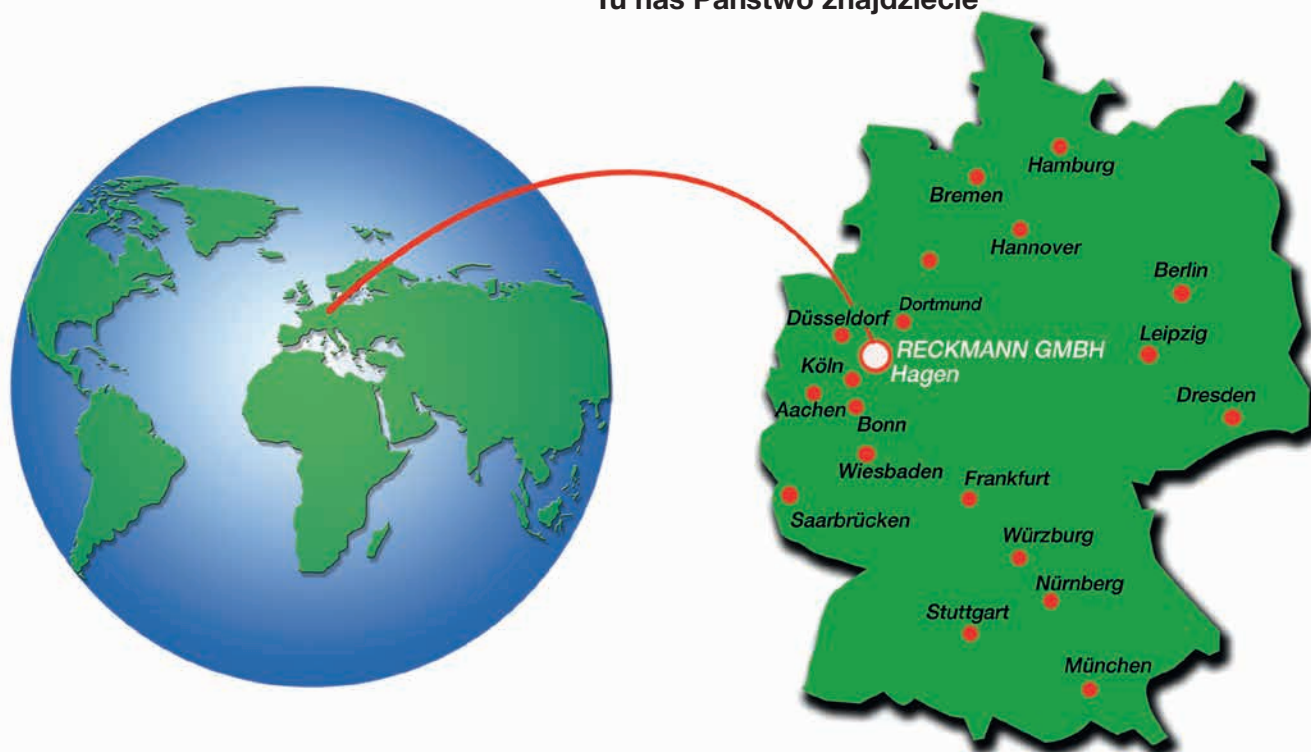 Tu nas Państwo znajdziecie
Hamburg
Bremen
Hannover
Berlin
Dortmund
Düsseldorf
RECKMANN GMBH
Leipzig
Köln
Hagen
Dresden
Aachen
Bonn
Wiesbaden
Frankfurt
Saarbrücken
Würzburg
Nürnberg
Stuttgart
München